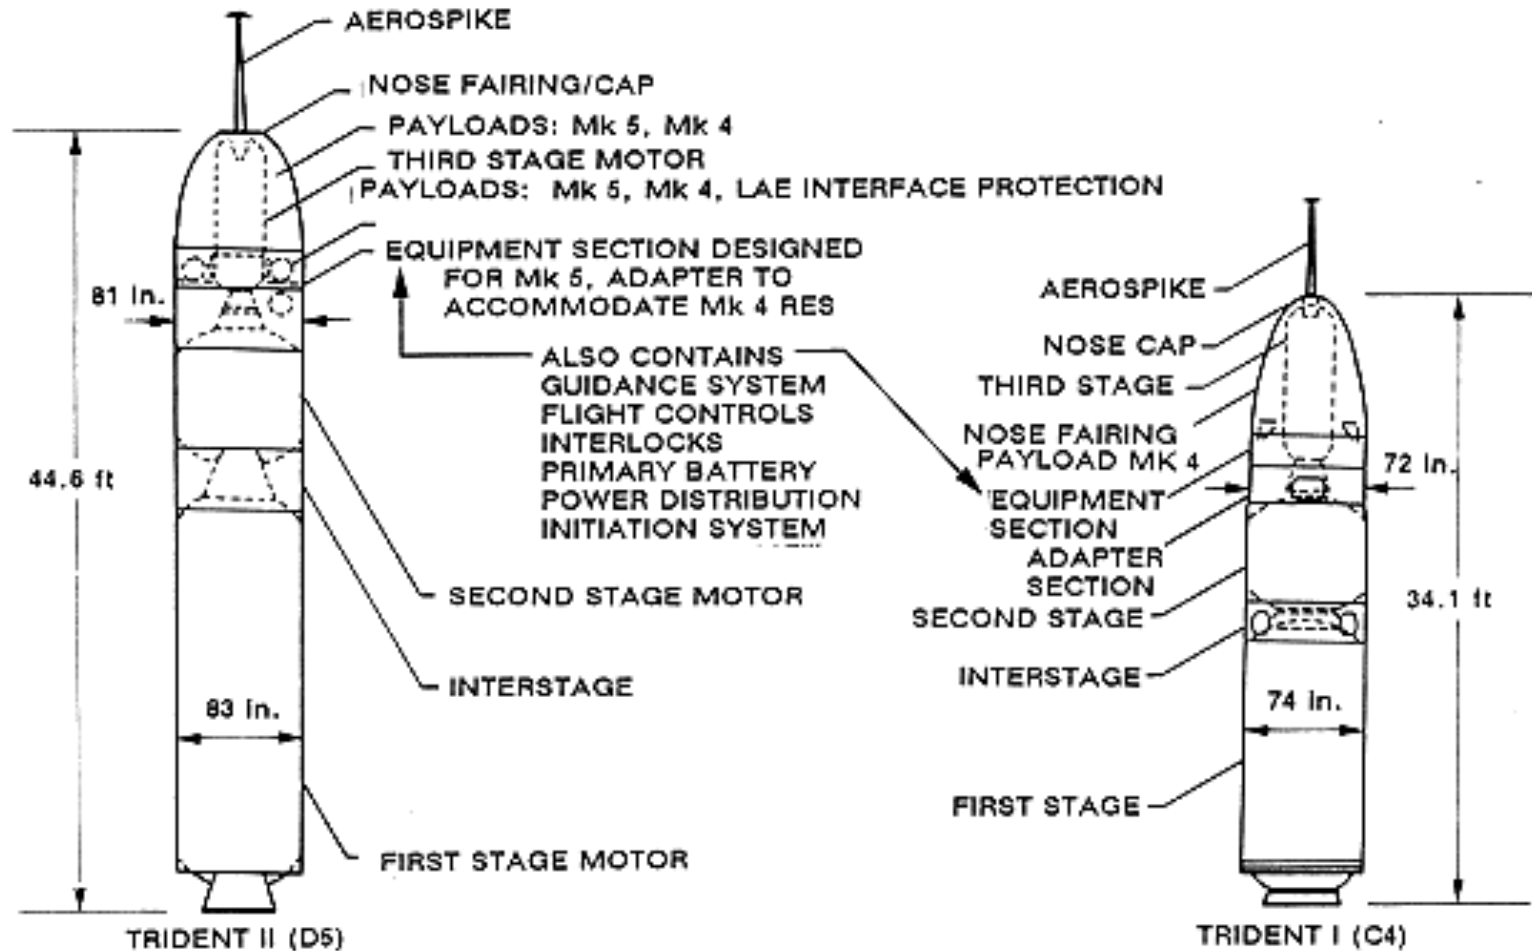 AEROSPIKE
NOSE FAIRING/CAP
PAYLOADS: Mk 5, Mk 4
THIRD STAGE MOTOR
PAYLOADS: Mk 5, Mk 4, LAE INTERFACE PROTECTION
EQUIPMENT SECTION DESIGNED
FOR Mk 5, ADAPTER TO
ACCOMMODATE Mk 4 RES
81 in.
ALSO CONTAINS
GUIDANCE SYSTEM
FLIGHT CONTROLS
INTERLOCKS
PRIMARY BATTERY
POWER DISTRIBUTION
INITIATION SYSTEM
44.6 ft
SECOND STAGE MOTOR
INTERSTAGE
83 in.
FIRST STAGE MOTOR
TRIDENT II (D5)
AEROSPIKE
NOSE CAP
THIRD STAGE
NOSE FAIRING
PAYLOAD MK 4
72 in.
EQUIPMENT
SECTION
ADAPTER
SECTION
34.1 ft
SECOND STAGE
INTERSTAGE
74 in.
FIRST STAGE
TRIDENT I (C4)